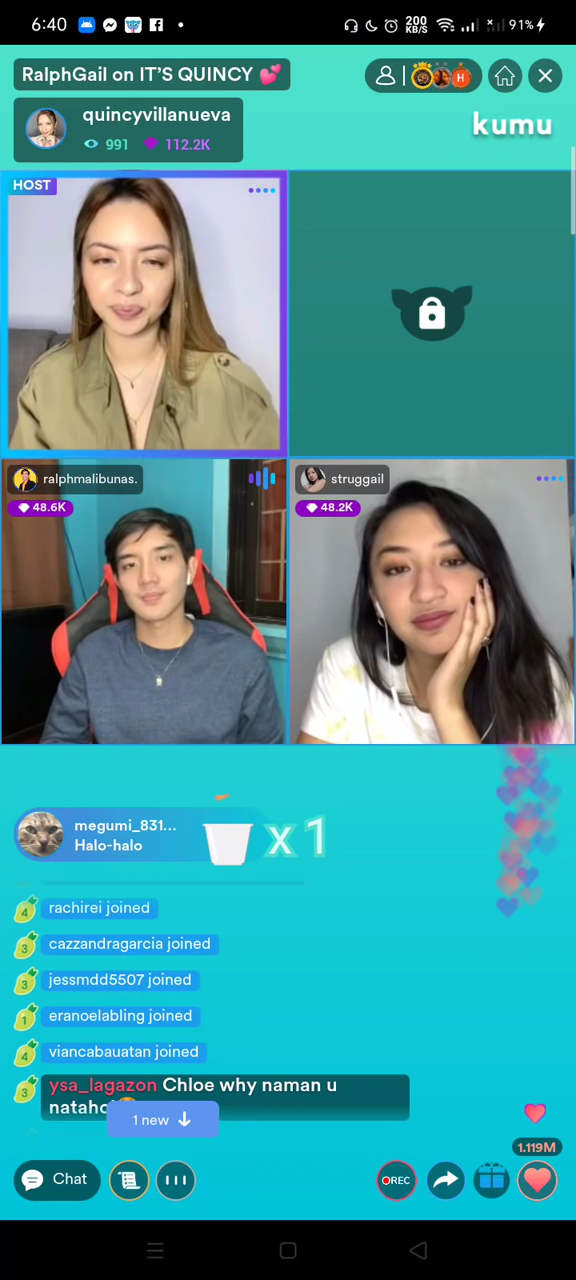 6:40
200
KB/S
91%
RalphGail on IT'S QUINCY 💕
H
quincyvillanueva
991
112.2K
kumu
HOST
ralphmalibunas.
48.6K
struggail
48.2K
megumi_831...
Halo-halo
x 1
4 rachirei joined
3 cazzandragarcia joined
3 jessmdd5507 joined
1 eranoelabling joined
4 viancabauatan joined
3 ysa_lagazon Chloe why naman u
1 new
1.119M
Chat
REC